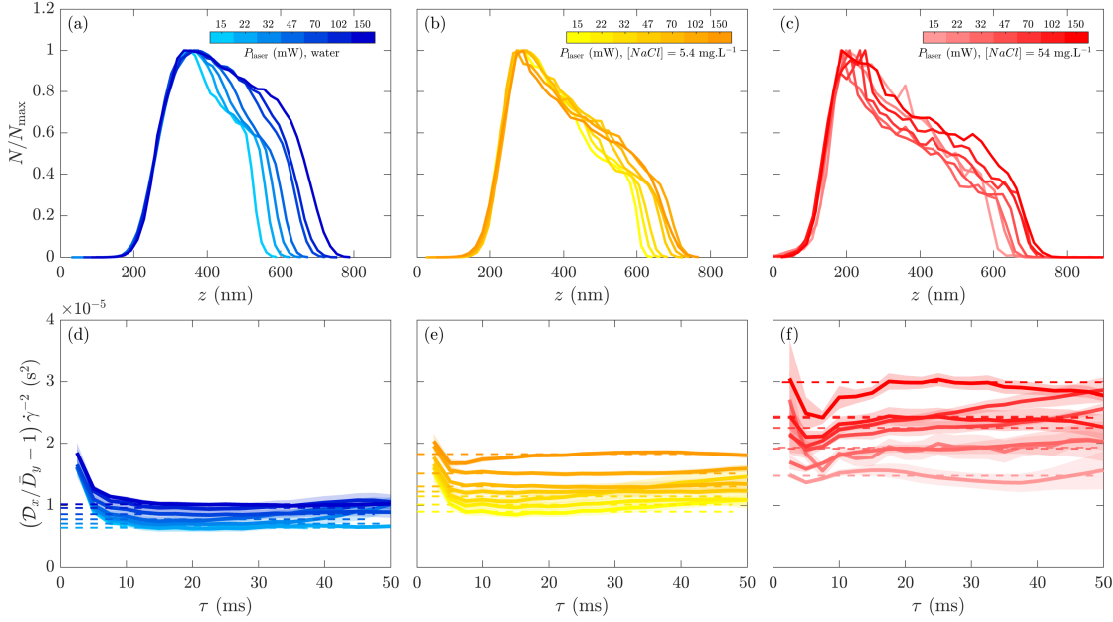 (a)
15 22 32 47 70 102 150
P_laser (mW), water
(b)
15 22 32 47 70 102 150
P_laser (mW), [NaCl] = 5.4 mg.L⁻¹
(c)
15 22 32 47 70 102 150
P_laser (mW), [NaCl] = 54 mg.L⁻¹
N/N_max
1
0.8
0.6
0.4
0.2
0
0 200 400 600 800
0 200 400 600 800
0 200 400 600 800
z (nm)
z (nm)
z (nm)
×10⁻⁵
(d)
(e)
(f)
(𝒟_x/D̄_y − 1) γ̇⁻² (s²)
4
3
2
1
0
0 10 20 30 40 50
0 10 20 30 40 50
0 10 20 30 40 50
τ (ms)
τ (ms)
τ (ms)